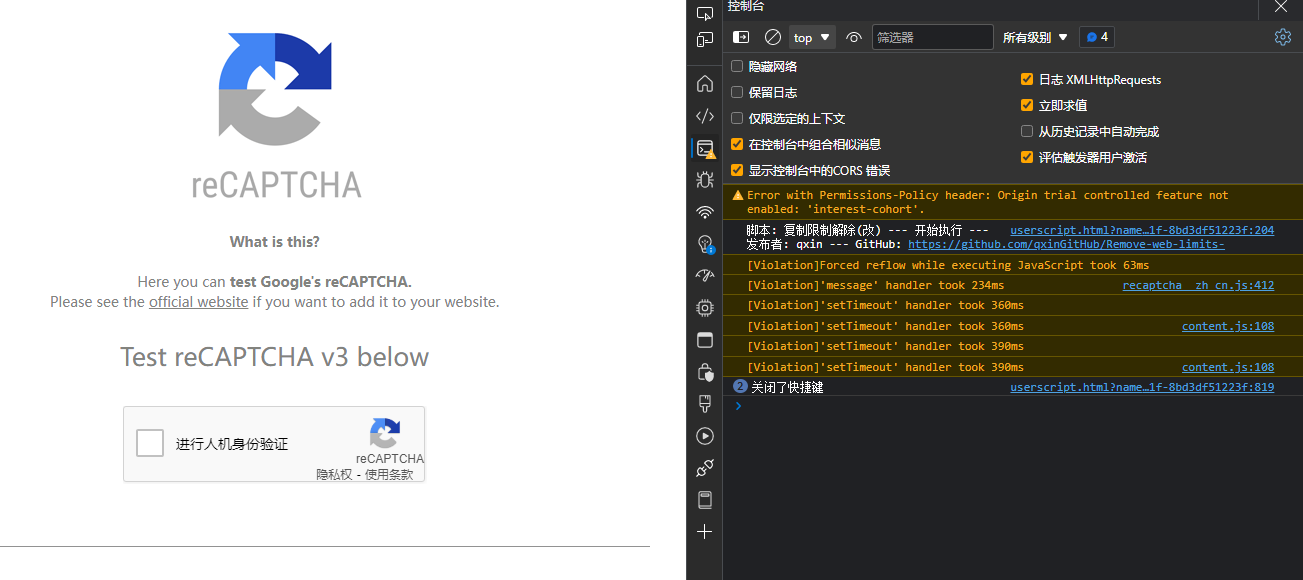 reCAPTCHA
What is this?
Here you can test Google's reCAPTCHA.
Please see the official website if you want to add it to your website.
Test reCAPTCHA v3 below
进行人机身份验证
reCAPTCHA
隐私权 - 使用条款
控制台
top
筛选器
所有级别
4
隐藏网络
保留日志
仅限选定的上下文
在控制台中组合相似消息
显示控制台中的CORS 错误
日志 XMLHttpRequests
立即求值
从历史记录中自动完成
评估触发器用户激活
Error with Permissions-Policy header: Origin trial controlled feature not
enabled: 'interest-cohort'.
脚本: 复制限制解除(改) --- 开始执行 --- userscript.html?name…1f-8bd3df51223f:204
发布者: qxin --- GitHub: https://github.com/qxinGitHub/Remove-web-limits-
[Violation]Forced reflow while executing JavaScript took 63ms
[Violation]'message' handler took 234ms recaptcha__zh_cn.js:412
[Violation]'setTimeout' handler took 360ms
[Violation]'setTimeout' handler took 360ms content.js:108
[Violation]'setTimeout' handler took 390ms
[Violation]'setTimeout' handler took 390ms content.js:108
2 关闭了快捷键 userscript.html?name…1f-8bd3df51223f:819